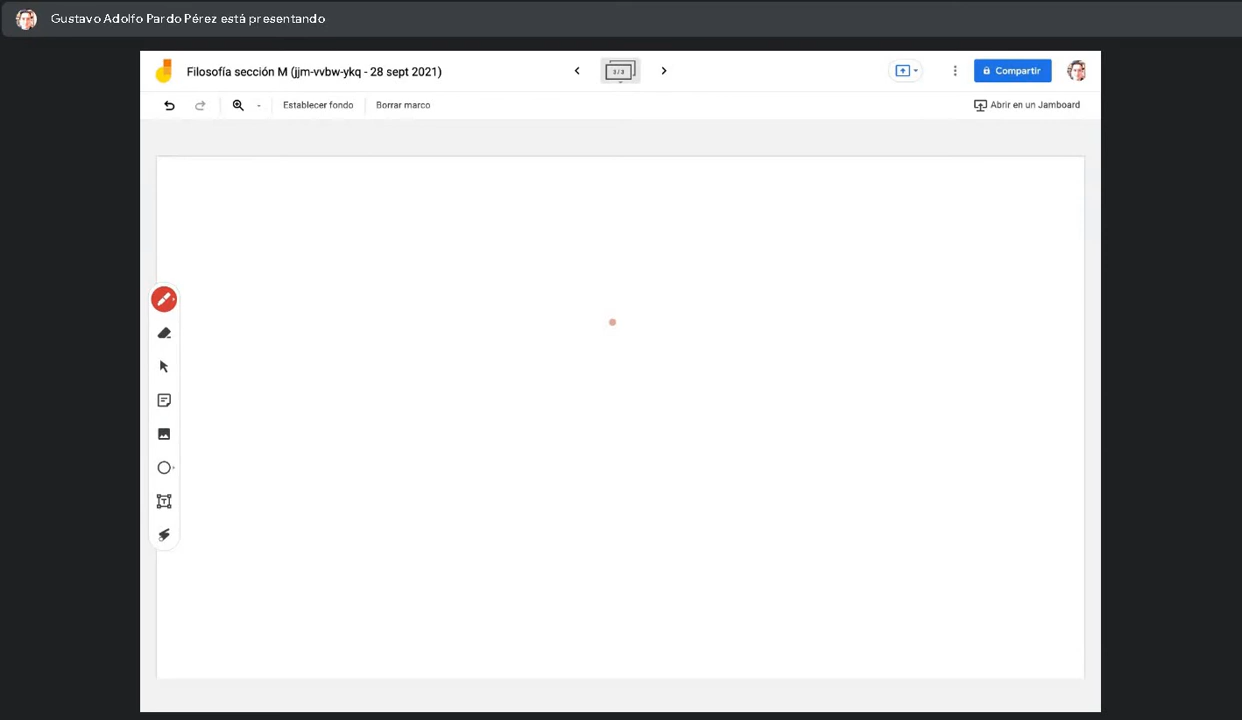 Gustavo Adolfo Pardo Pérez está presentando
Filosofía sección M (jjm-vvbw-ykq - 28 sept 2021)
Compartir
Establecer fondo
Borrar marco
Abrir en un Jamboard